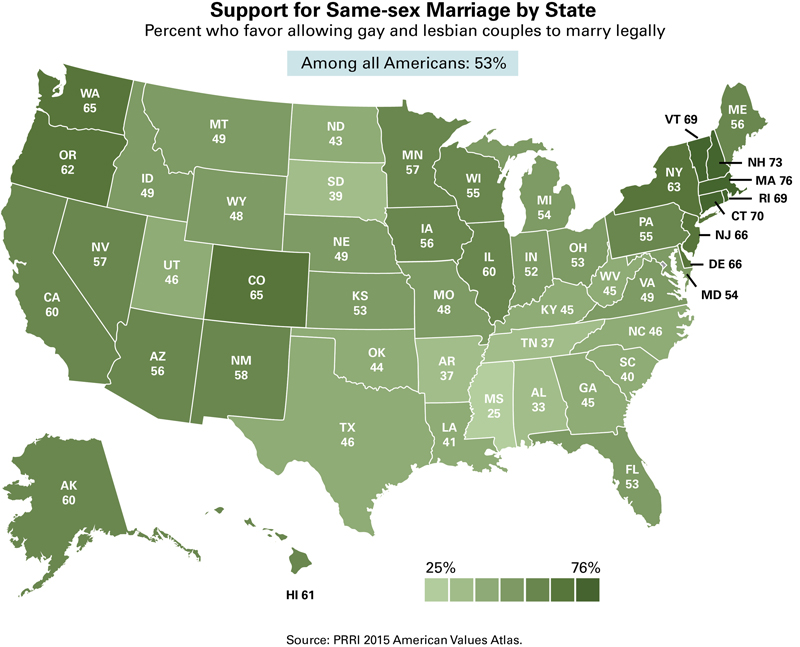 Support for Same-sex Marriage by State
Percent who favor allowing gay and lesbian couples to marry legally
Among all Americans: 53%
WA
65
OR
62
CA
60
NV
57
ID
49
MT
49
WY
48
UT
46
CO
65
AZ
56
NM
58
ND
43
SD
39
NE
49
KS
53
OK
44
TX
46
MN
57
IA
56
MO
48
AR
37
LA
41
WI
55
IL
60
MI
54
IN
52
OH
53
KY 45
TN 37
MS
25
AL
33
GA
45
FL
53
SC
40
NC 46
VA
49
WV
45
PA
55
NY
63
ME
56
VT 69
NH 73
MA 76
RI 69
CT 70
NJ 66
DE 66
MD 54
AK
60
HI 61
25%
76%
Source: PRRI 2015 American Values Atlas.